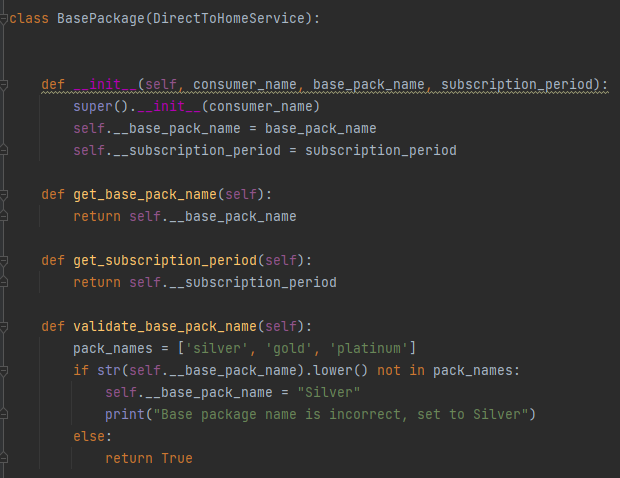 class BasePackage(DirectToHomeService):
    def __init__(self, consumer_name, base_pack_name, subscription_period):
        super().__init__(consumer_name)
        self.__base_pack_name = base_pack_name
        self.__subscription_period = subscription_period
    def get_base_pack_name(self):
        return self.__base_pack_name
    def get_subscription_period(self):
        return self.__subscription_period
    def validate_base_pack_name(self):
        pack_names = ['silver', 'gold', 'platinum']
        if str(self.__base_pack_name).lower() not in pack_names:
            self.__base_pack_name = "Silver"
            print("Base package name is incorrect, set to Silver")
        else:
            return True